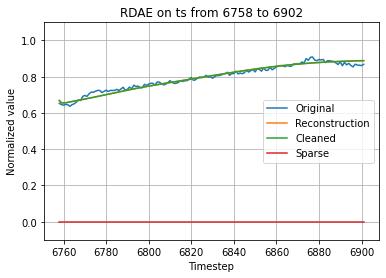 RDAE on ts from 6758 to 6902
Normalized value
1.0
0.8
0.6
0.4
0.2
0.0
Original
Reconstruction
Cleaned
Sparse
6760 6780 6800 6820 6840 6860 6880 6900
Timestep